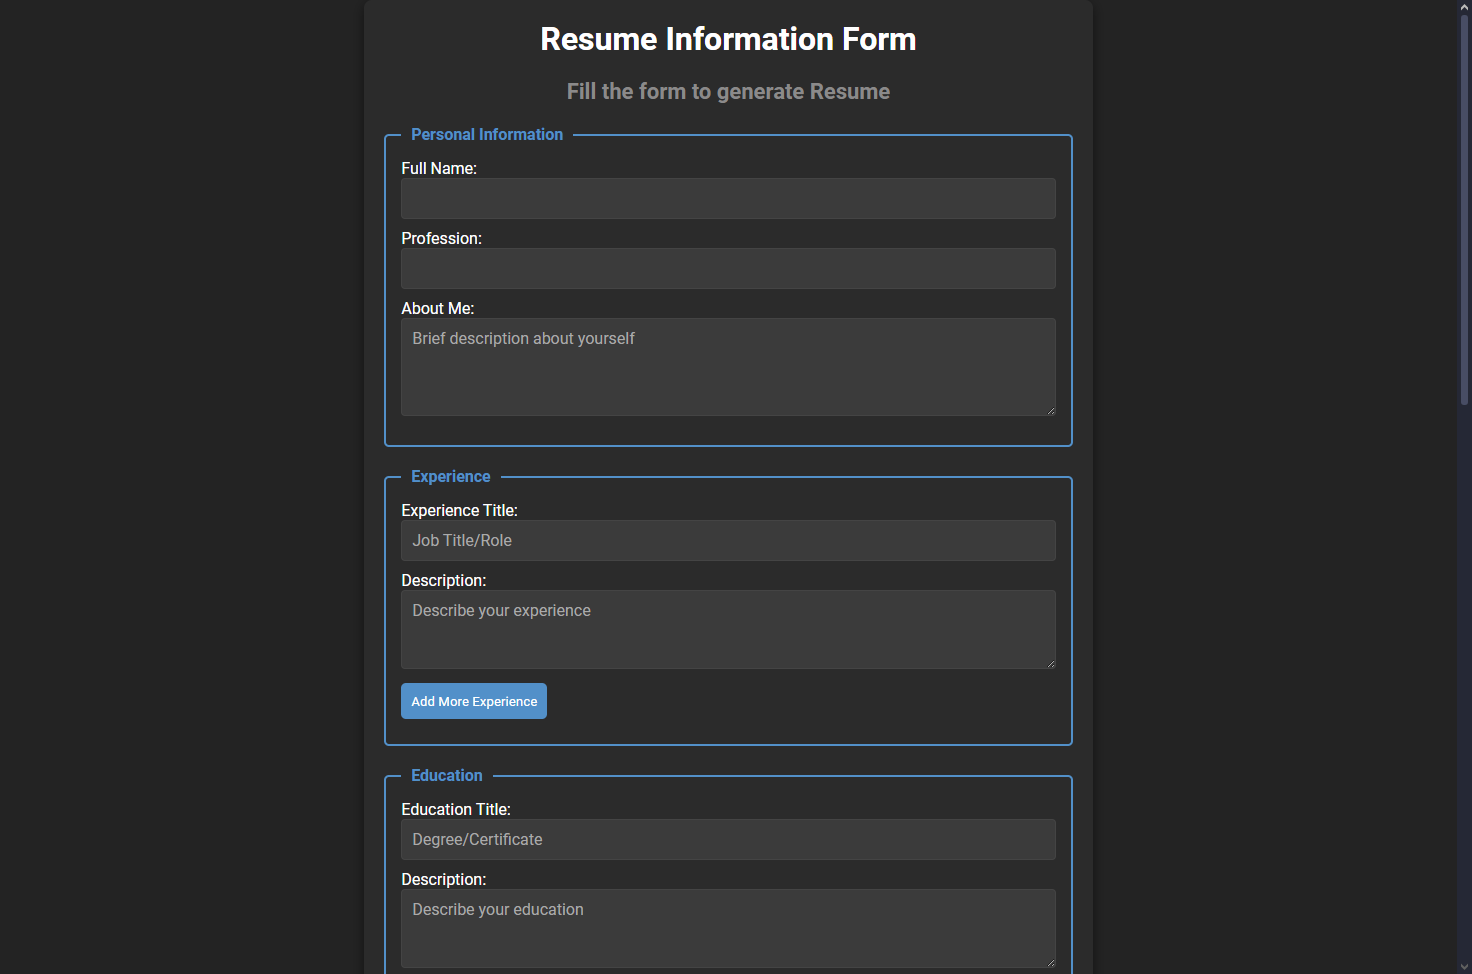 Resume Information Form
Fill the form to generate Resume
Personal Information
Full Name:
Profession:
About Me:
Brief description about yourself
Experience
Experience Title:
Job Title/Role
Description:
Describe your experience
Add More Experience
Education
Education Title:
Degree/Certificate
Description:
Describe your education